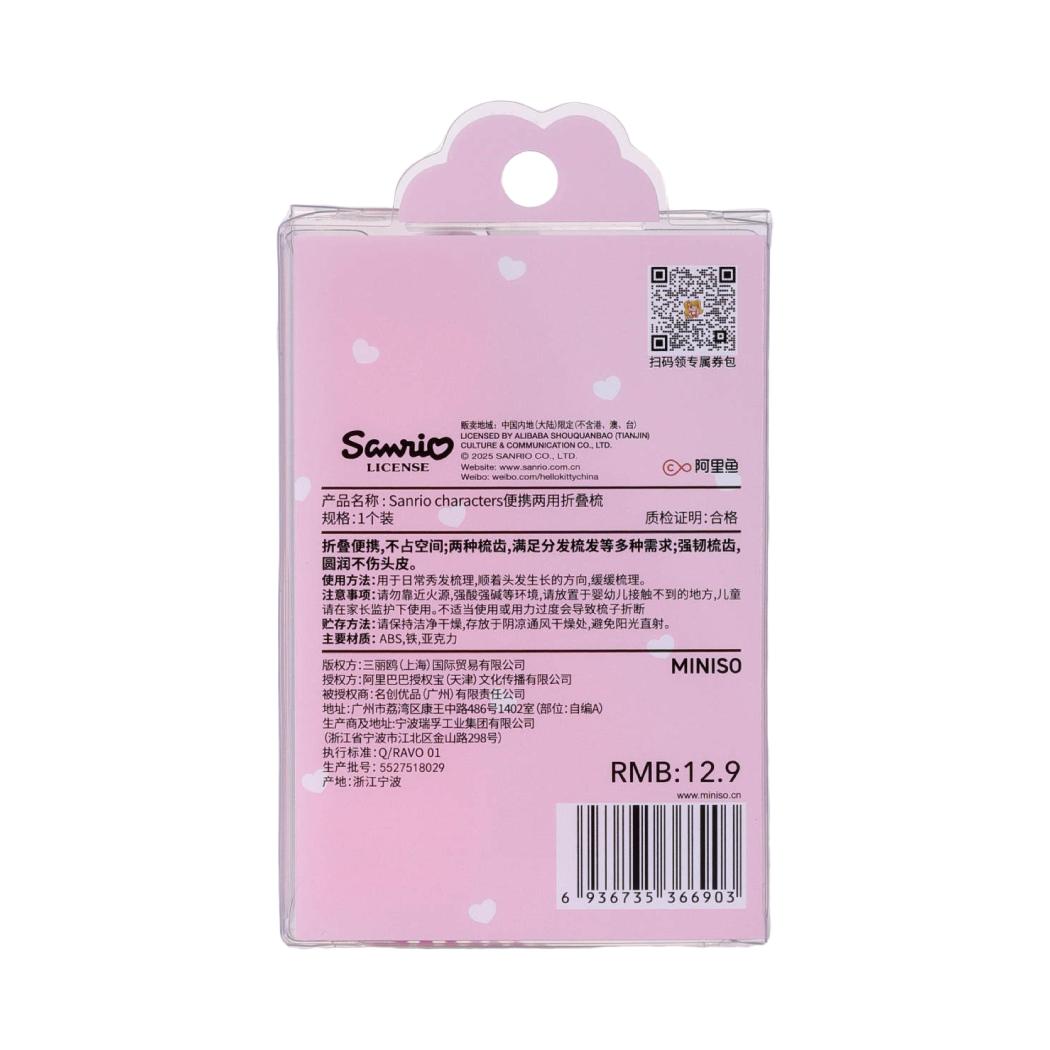 扫码领专属券包
Sanrio
LICENSE
贩卖地域：中国内地(大陆)限定(不含港、澳、台)
LICENSED BY ALIBABA SHOUQUANBAO (TIANJIN)
CULTURE & COMMUNICATION CO., LTD.
© 2025 SANRIO CO., LTD.
Website: www.sanrio.com.cn
Weibo: weibo.com/hellokittychina
阿里鱼
产品名称：Sanrio characters便携两用折叠梳
规格：1个装
质检证明：合格
折叠便携,不占空间;两种梳齿,满足分发梳发等多种需求;强韧梳齿,
圆润不伤头皮。
使用方法：用于日常秀发梳理,顺着头发生长的方向,缓缓梳理。
注意事项：请勿靠近火源,强酸强碱等环境,请放置于婴幼儿接触不到的地方,儿童
请在家长监护下使用。不适当使用或用力过度会导致梳子折断
贮存方法：请保持洁净干燥,存放于阴凉通风干燥处,避免阳光直射。
主要材质：ABS,铁,亚克力
版权方：三丽鸥(上海)国际贸易有限公司
MINISO
授权方：阿里巴巴授权宝(天津)文化传播有限公司
被授权商：名创优品(广州)有限责任公司
地址：广州市荔湾区康王中路486号1402室(部位：自编A)
生产商及地址：宁波瑞孚工业集团有限公司
(浙江省宁波市江北区金山路298号)
执行标准：Q/RAVO 01
生产批号：5527518029
产地：浙江宁波
RMB:12.9
www.miniso.cn
6 936735 366903